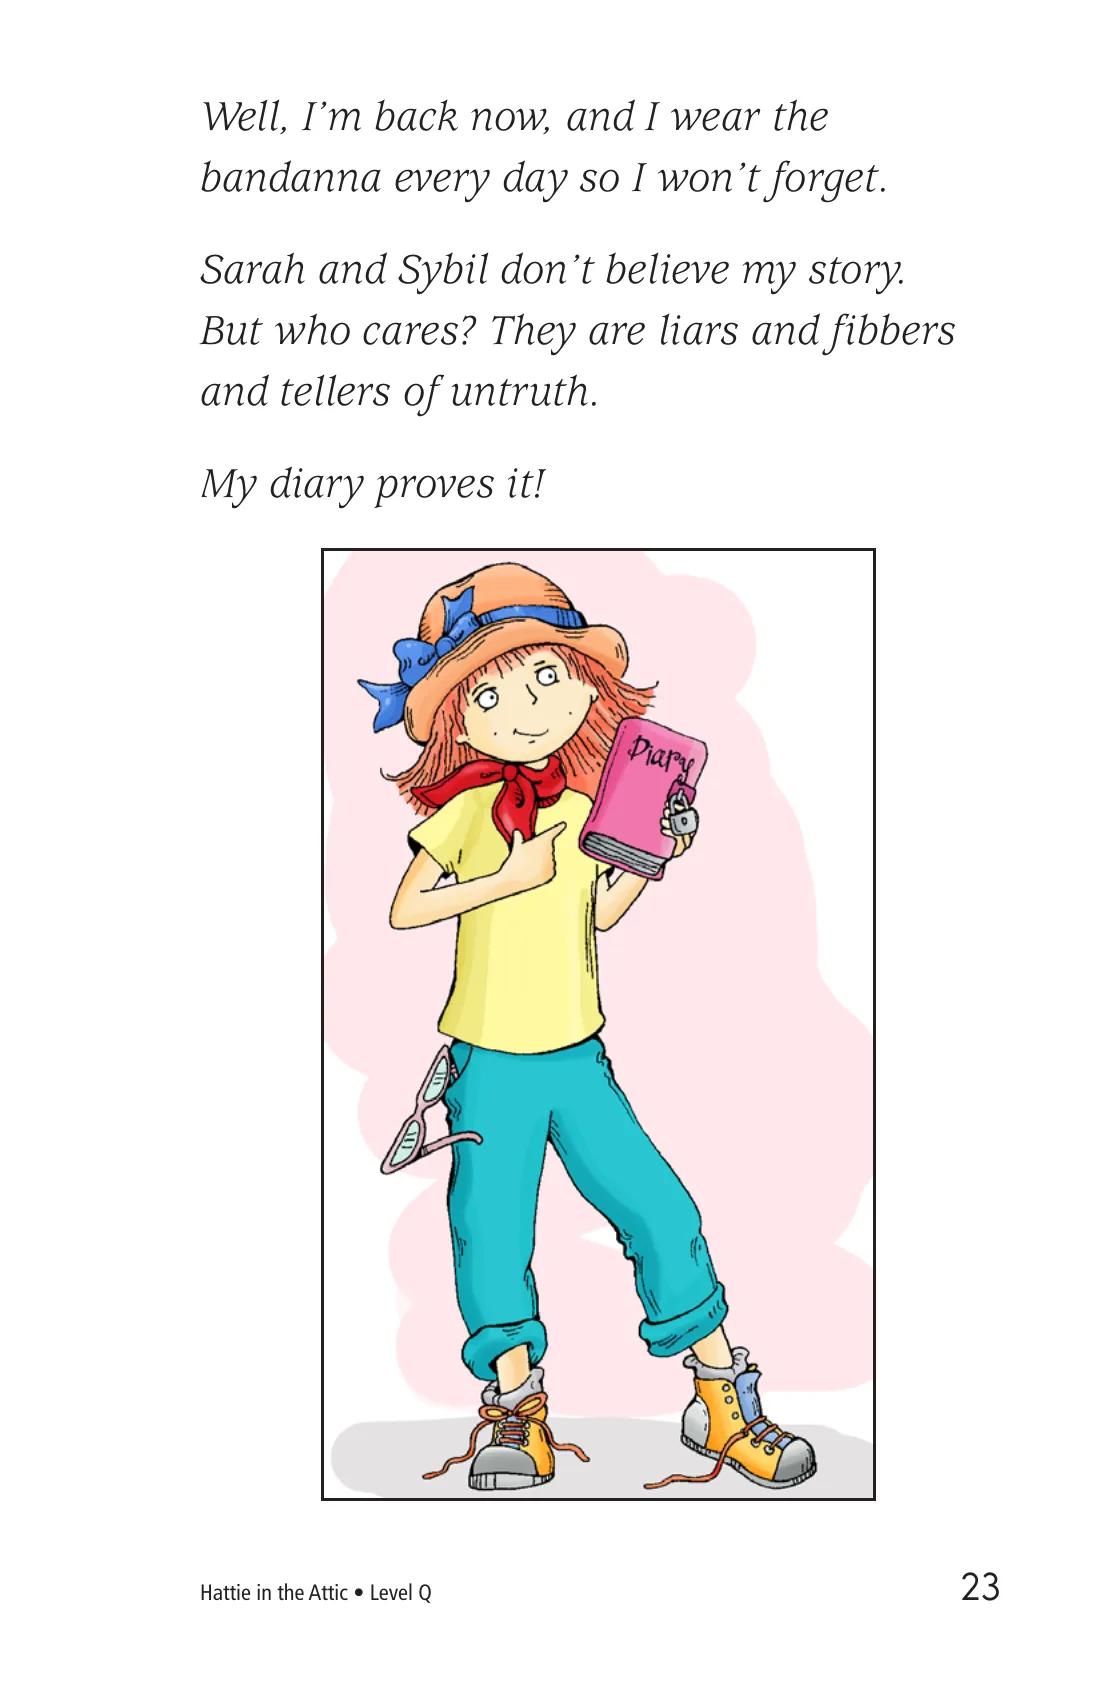 Well, I’m back now, and I wear the
bandanna every day so I won’t forget.
Sarah and Sybil don’t believe my story.
But who cares? They are liars and fibbers
and tellers of untruth.
My diary proves it!
Diary
Hattie in the Attic • Level Q
23